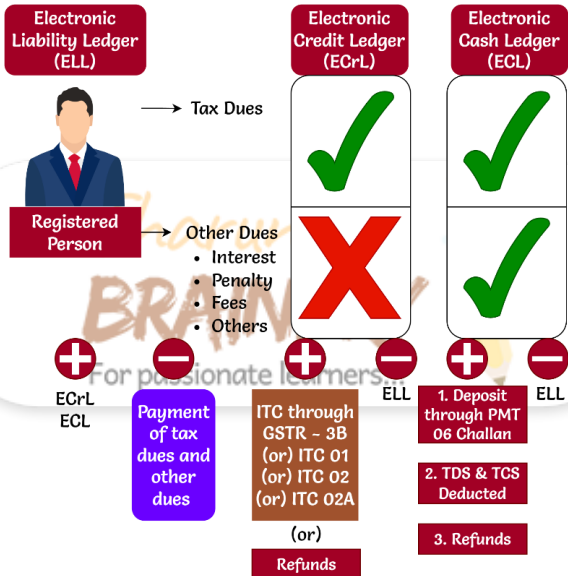 Electronic
Liability Ledger
(ELL)
Electronic
Credit Ledger
(ECrL)
Electronic
Cash Ledger
(ECL)
Tax Dues
Registered
Person
Other Dues
• Interest
• Penalty
• Fees
• Others
For passionate learners...
ECrL
ECL
Payment
of tax
dues and
other
dues
ITC through
GSTR - 3B
(or) ITC 01
(or) ITC 02
(or) ITC 02A
(or)
Refunds
ELL
1. Deposit
through PMT
06 Challan
2. TDS & TCS
Deducted
3. Refunds
ELL